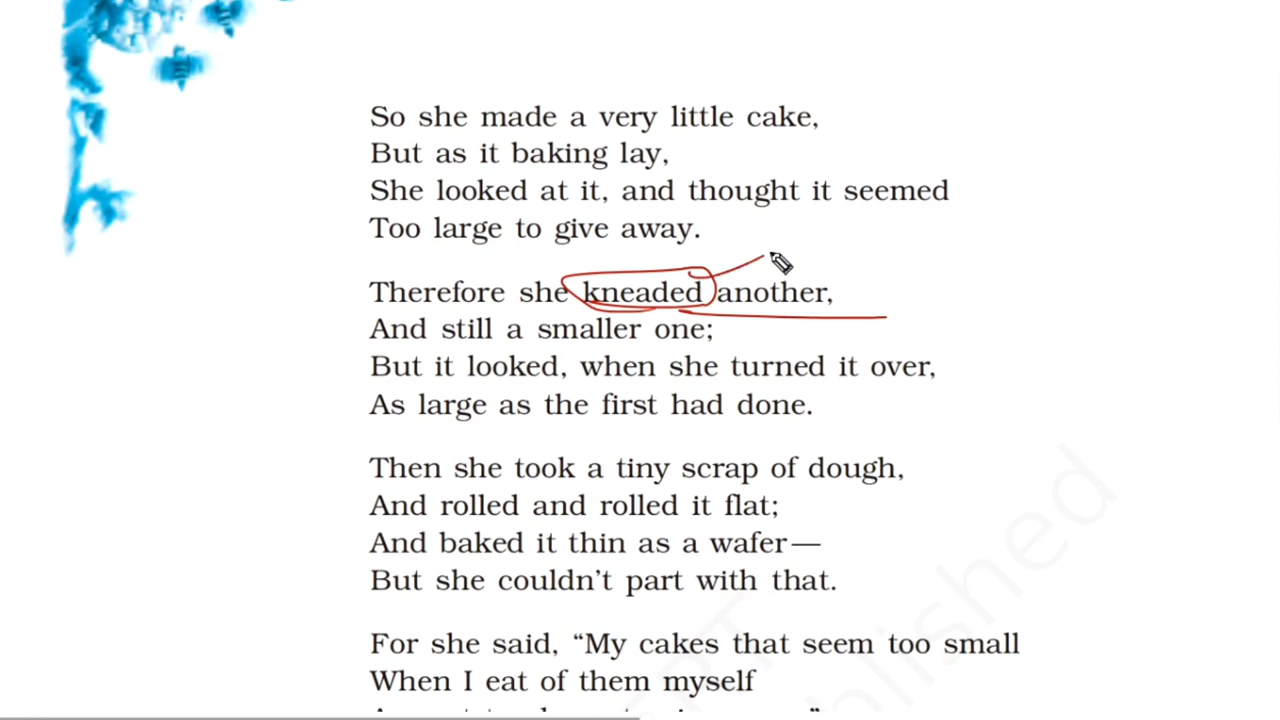 So she made a very little cake,
But as it baking lay,
She looked at it, and thought it seemed
Too large to give away.
Therefore she kneaded another,
And still a smaller one;
But it looked, when she turned it over,
As large as the first had done.
Then she took a tiny scrap of dough,
And rolled and rolled it flat;
And baked it thin as a wafer—
But she couldn't part with that.
For she said, “My cakes that seem too small
When I eat of them myself